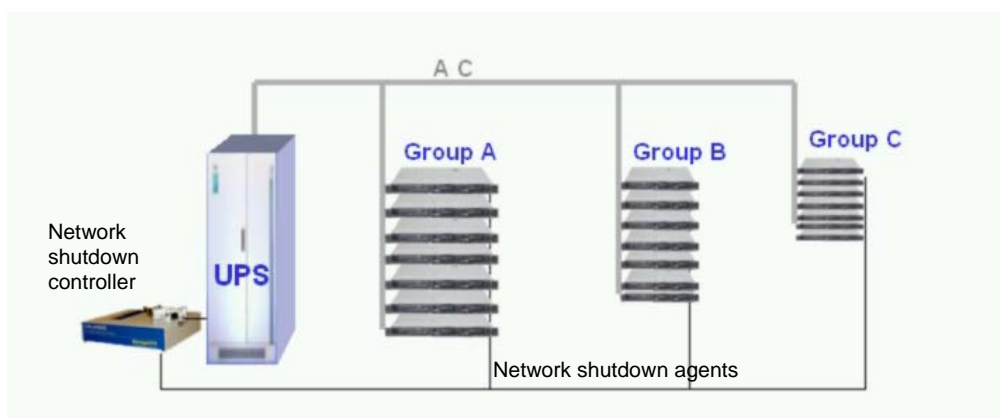 A C
Group A
Group B
Group C
Network
shutdown
controller
UPS
Network shutdown agents